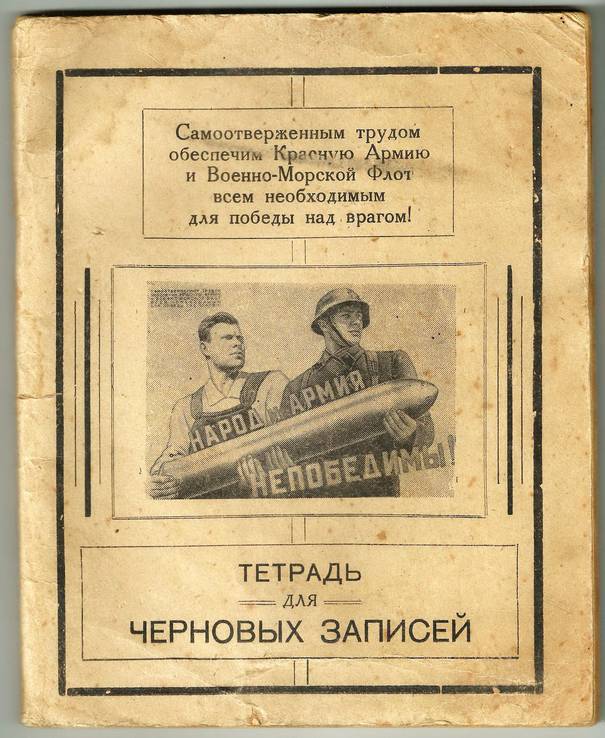 Самоотверженным трудом
обеспечим Красную Армию
и Военно-Морской Флот
всем необходимым
для победы над врагом!
НАРОД и АРМИЯ
НЕПОБЕДИМЫ!
ТЕТРАДЬ
для
ЧЕРНОВЫХ ЗАПИСЕЙ